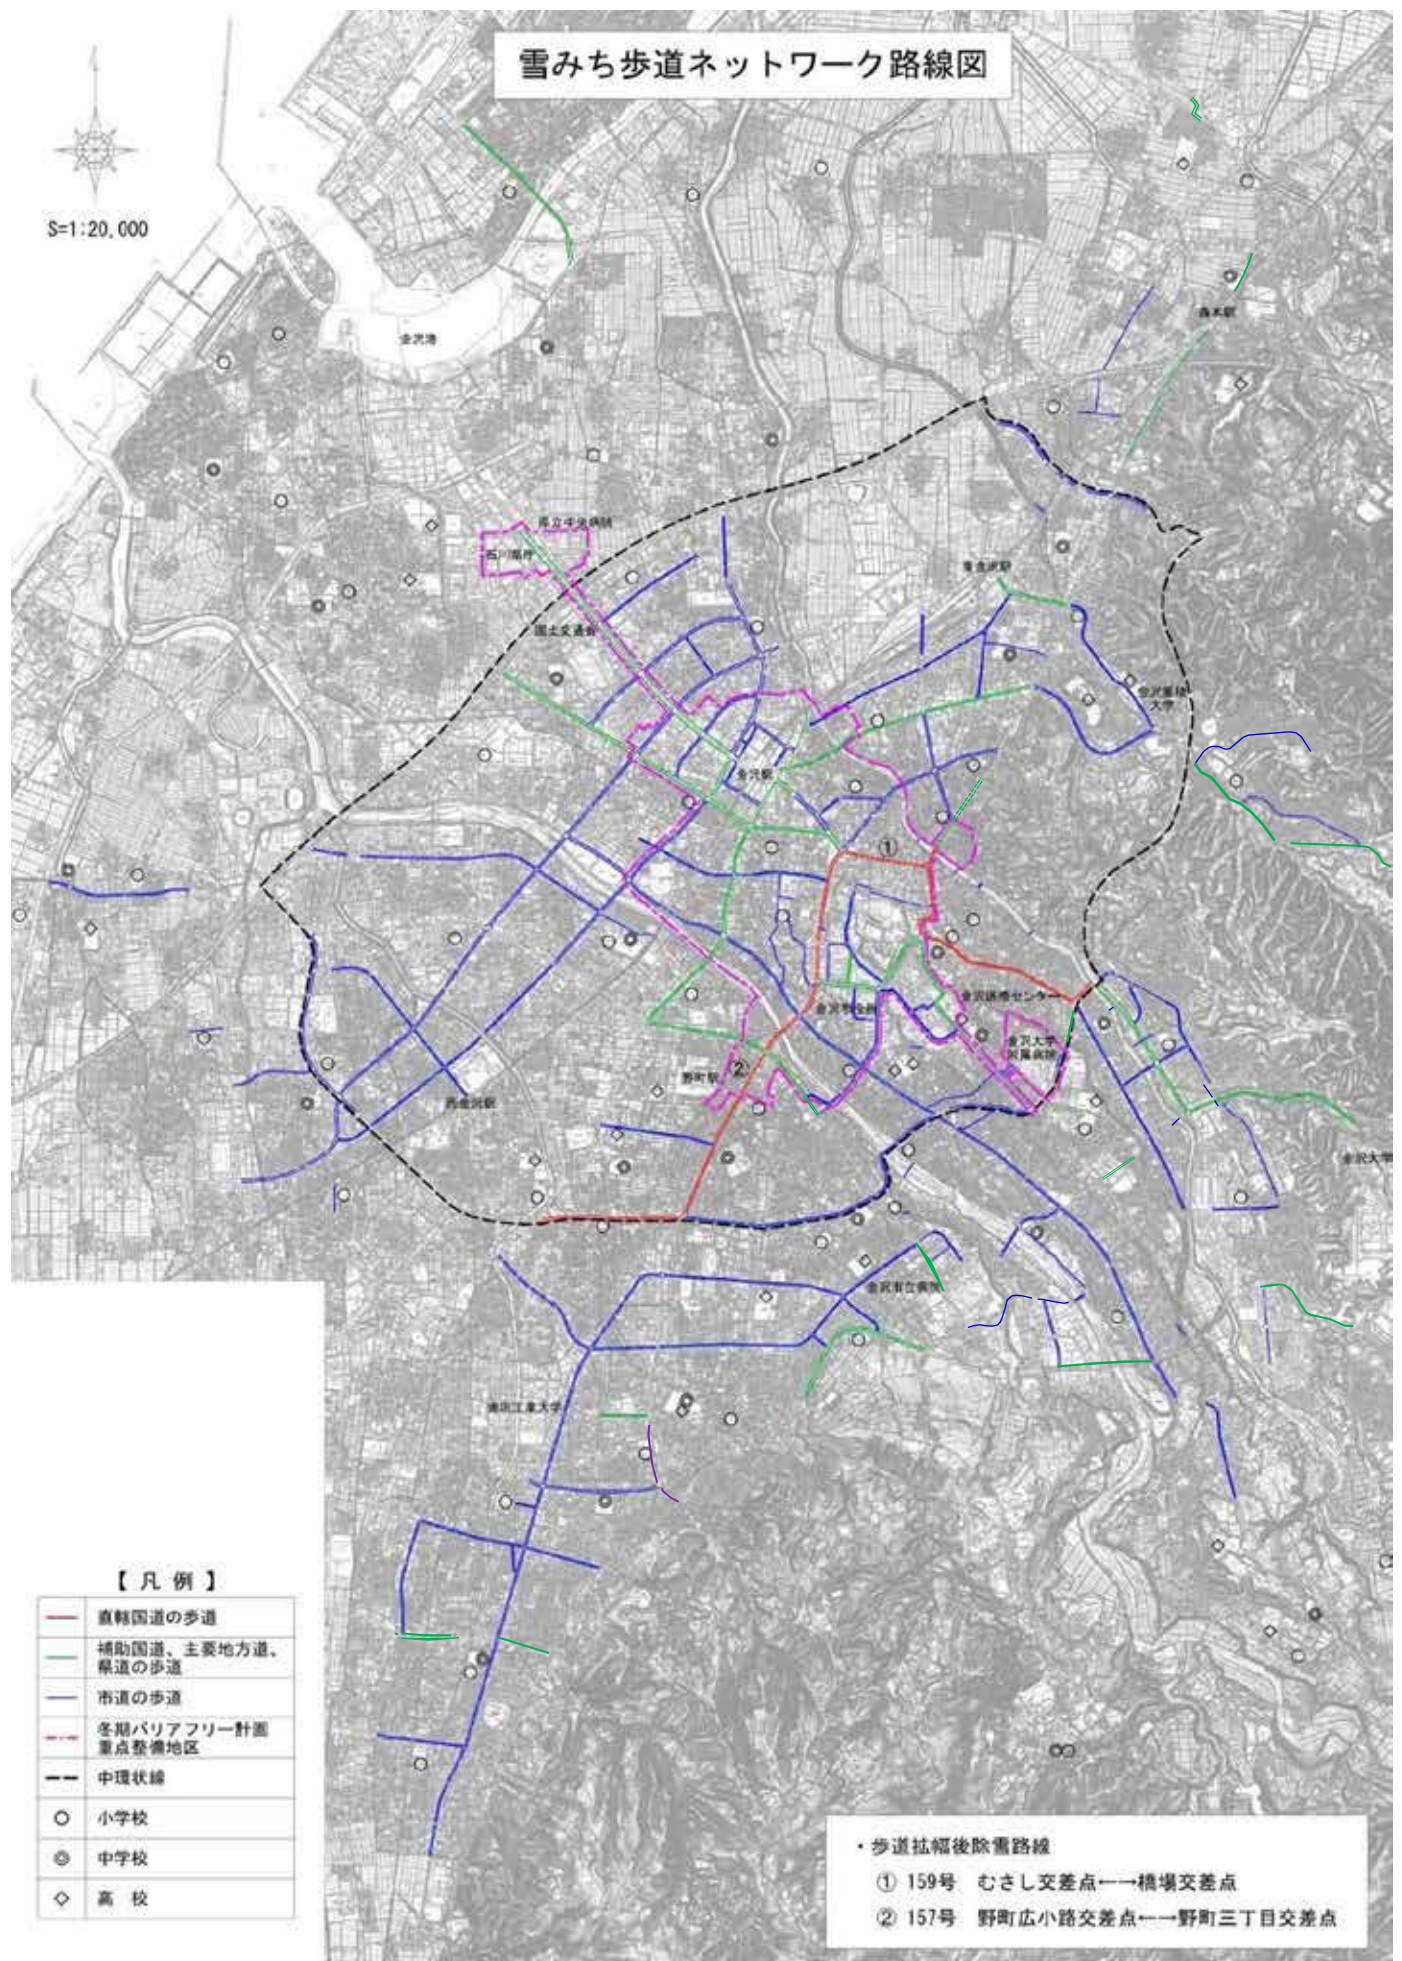 雪みち歩道ネットワーク路線図
S=1:20,000
金沢港
森本駅
県立中央病院
石川県庁
東金沢駅
国土交通省
金沢星稜
大学
金沢駅
①
金沢医療センター
金沢市役所
金沢大学
附属病院
②
野町駅
西金沢駅
金沢大学
金沢市立病院
金沢工業大学
【 凡 例 】
直轄国道の歩道
補助国道、主要地方道、
県道の歩道
市道の歩道
冬期バリアフリー計画
重点整備地区
中環状線
小学校
中学校
高 校
・歩道拡幅後除雪路線
① 159号 むさし交差点←→橋場交差点
② 157号 野町広小路交差点←→野町三丁目交差点